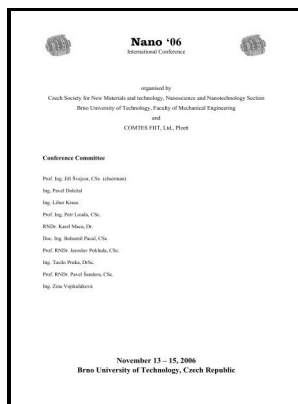 Nano '06
International Conference
organised by
Czech Society for New Materials and technology, Nanoscience and Nanotechnology Section
Brno University of Technology, Faculty of Mechanical Engineering
and
COMTES FHT, Ltd., Plzeň
Conference Committee
Prof. Ing. Jiří Švejcar, CSc. (chairman)
Ing. Pavel Doležal
Ing. Libor Kraus
Prof. Ing. Petr Louda, CSc.
RNDr. Karel Maca, Dr.
Doc. Ing. Bohumil Pacal, CSc.
Prof. RNDr. Jaroslav Pokluda, CSc.
Ing. Tasilo Prnka, DrSc.
Prof. RNDr. Pavel Šandera, CSc.
Ing. Zina Vojtkuláková
November 13 – 15, 2006
Brno University of Technology, Czech Republic